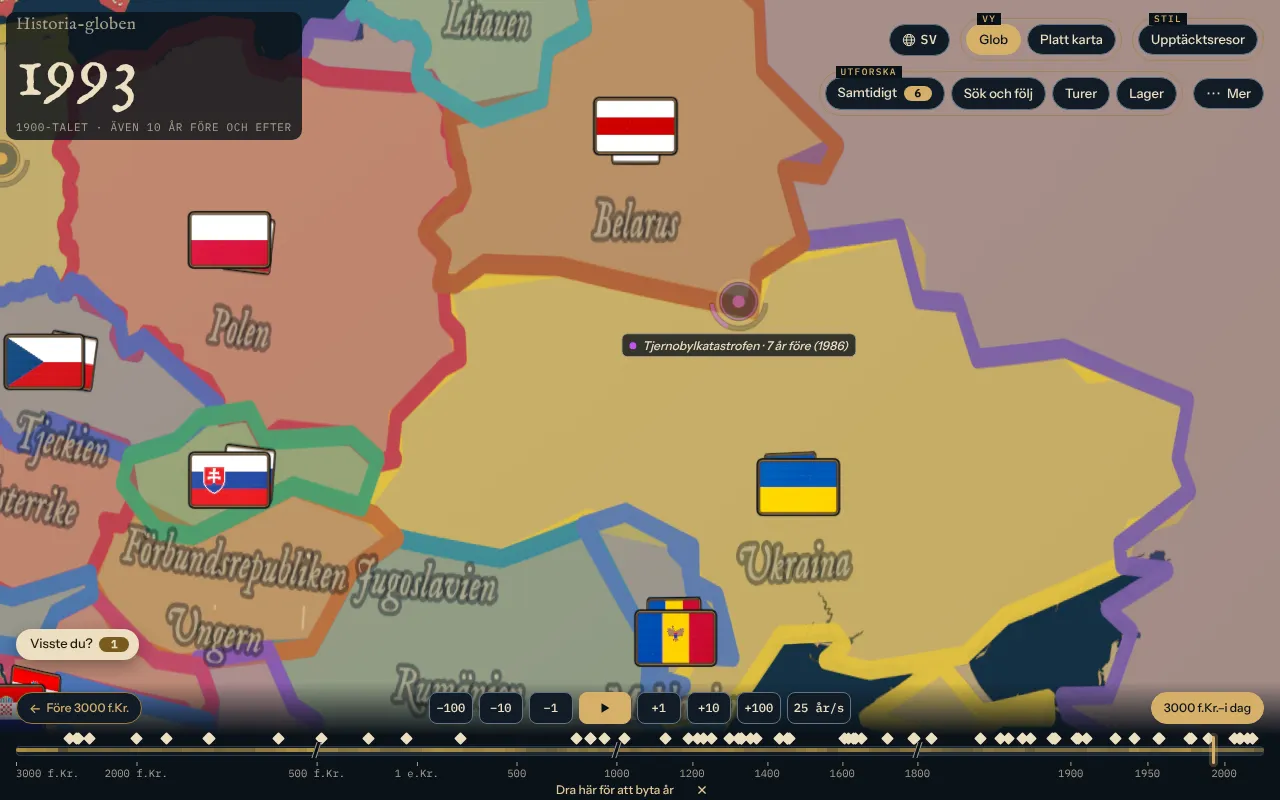 Historia-globen
1993
1900-TALET · ÄVEN 10 ÅR FÖRE OCH EFTER
SV
VY
Glob
Platt karta
STIL
Upptäcktsresor
UTFORSKA
Samtidigt 6
Sök och följ
Turer
Lager
··· Mer
Litauen
Belarus
Polen
Tjernobylkatastrofen · 7 år före (1986)
Tjeckien
sterrike
Förbundsrepubliken Jugoslavien
Ukraina
Ungern
Rumänien
Visste du? 1
← Före 3000 f.Kr.
−100
−10
−1
+1
+10
+100
25 år/s
3000 f.Kr.–i dag
3000 f.Kr.
2000 f.Kr.
500 f.Kr.
1 e.Kr.
500
1000
1200
1400
1600
1800
1900
1950
2000
Dra här för att byta år ✕